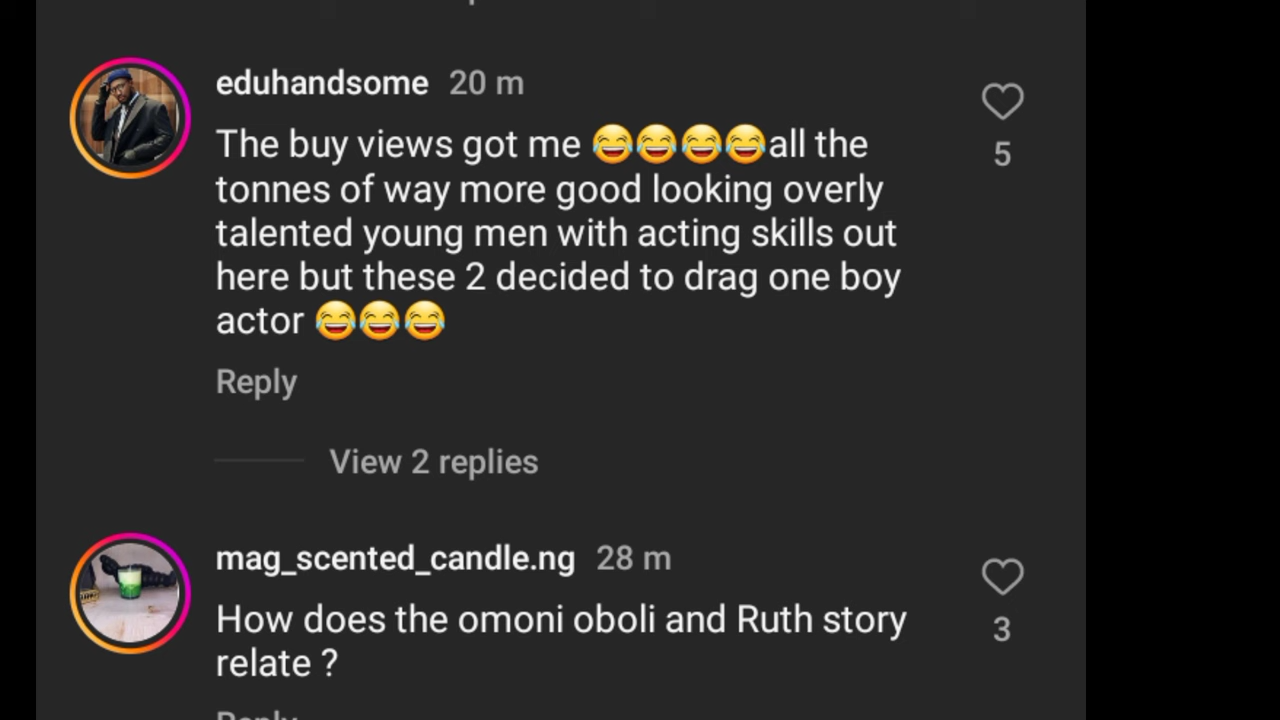 eduhandsome 20 m
The buy views got me 😂😂😂😂all the
5
tonnes of way more good looking overly
talented young men with acting skills out
here but these 2 decided to drag one boy
actor 😂😂😂
Reply
View 2 replies
mag_scented_candle.ng 28 m
How does the omoni oboli and Ruth story
3
relate ?
Reply